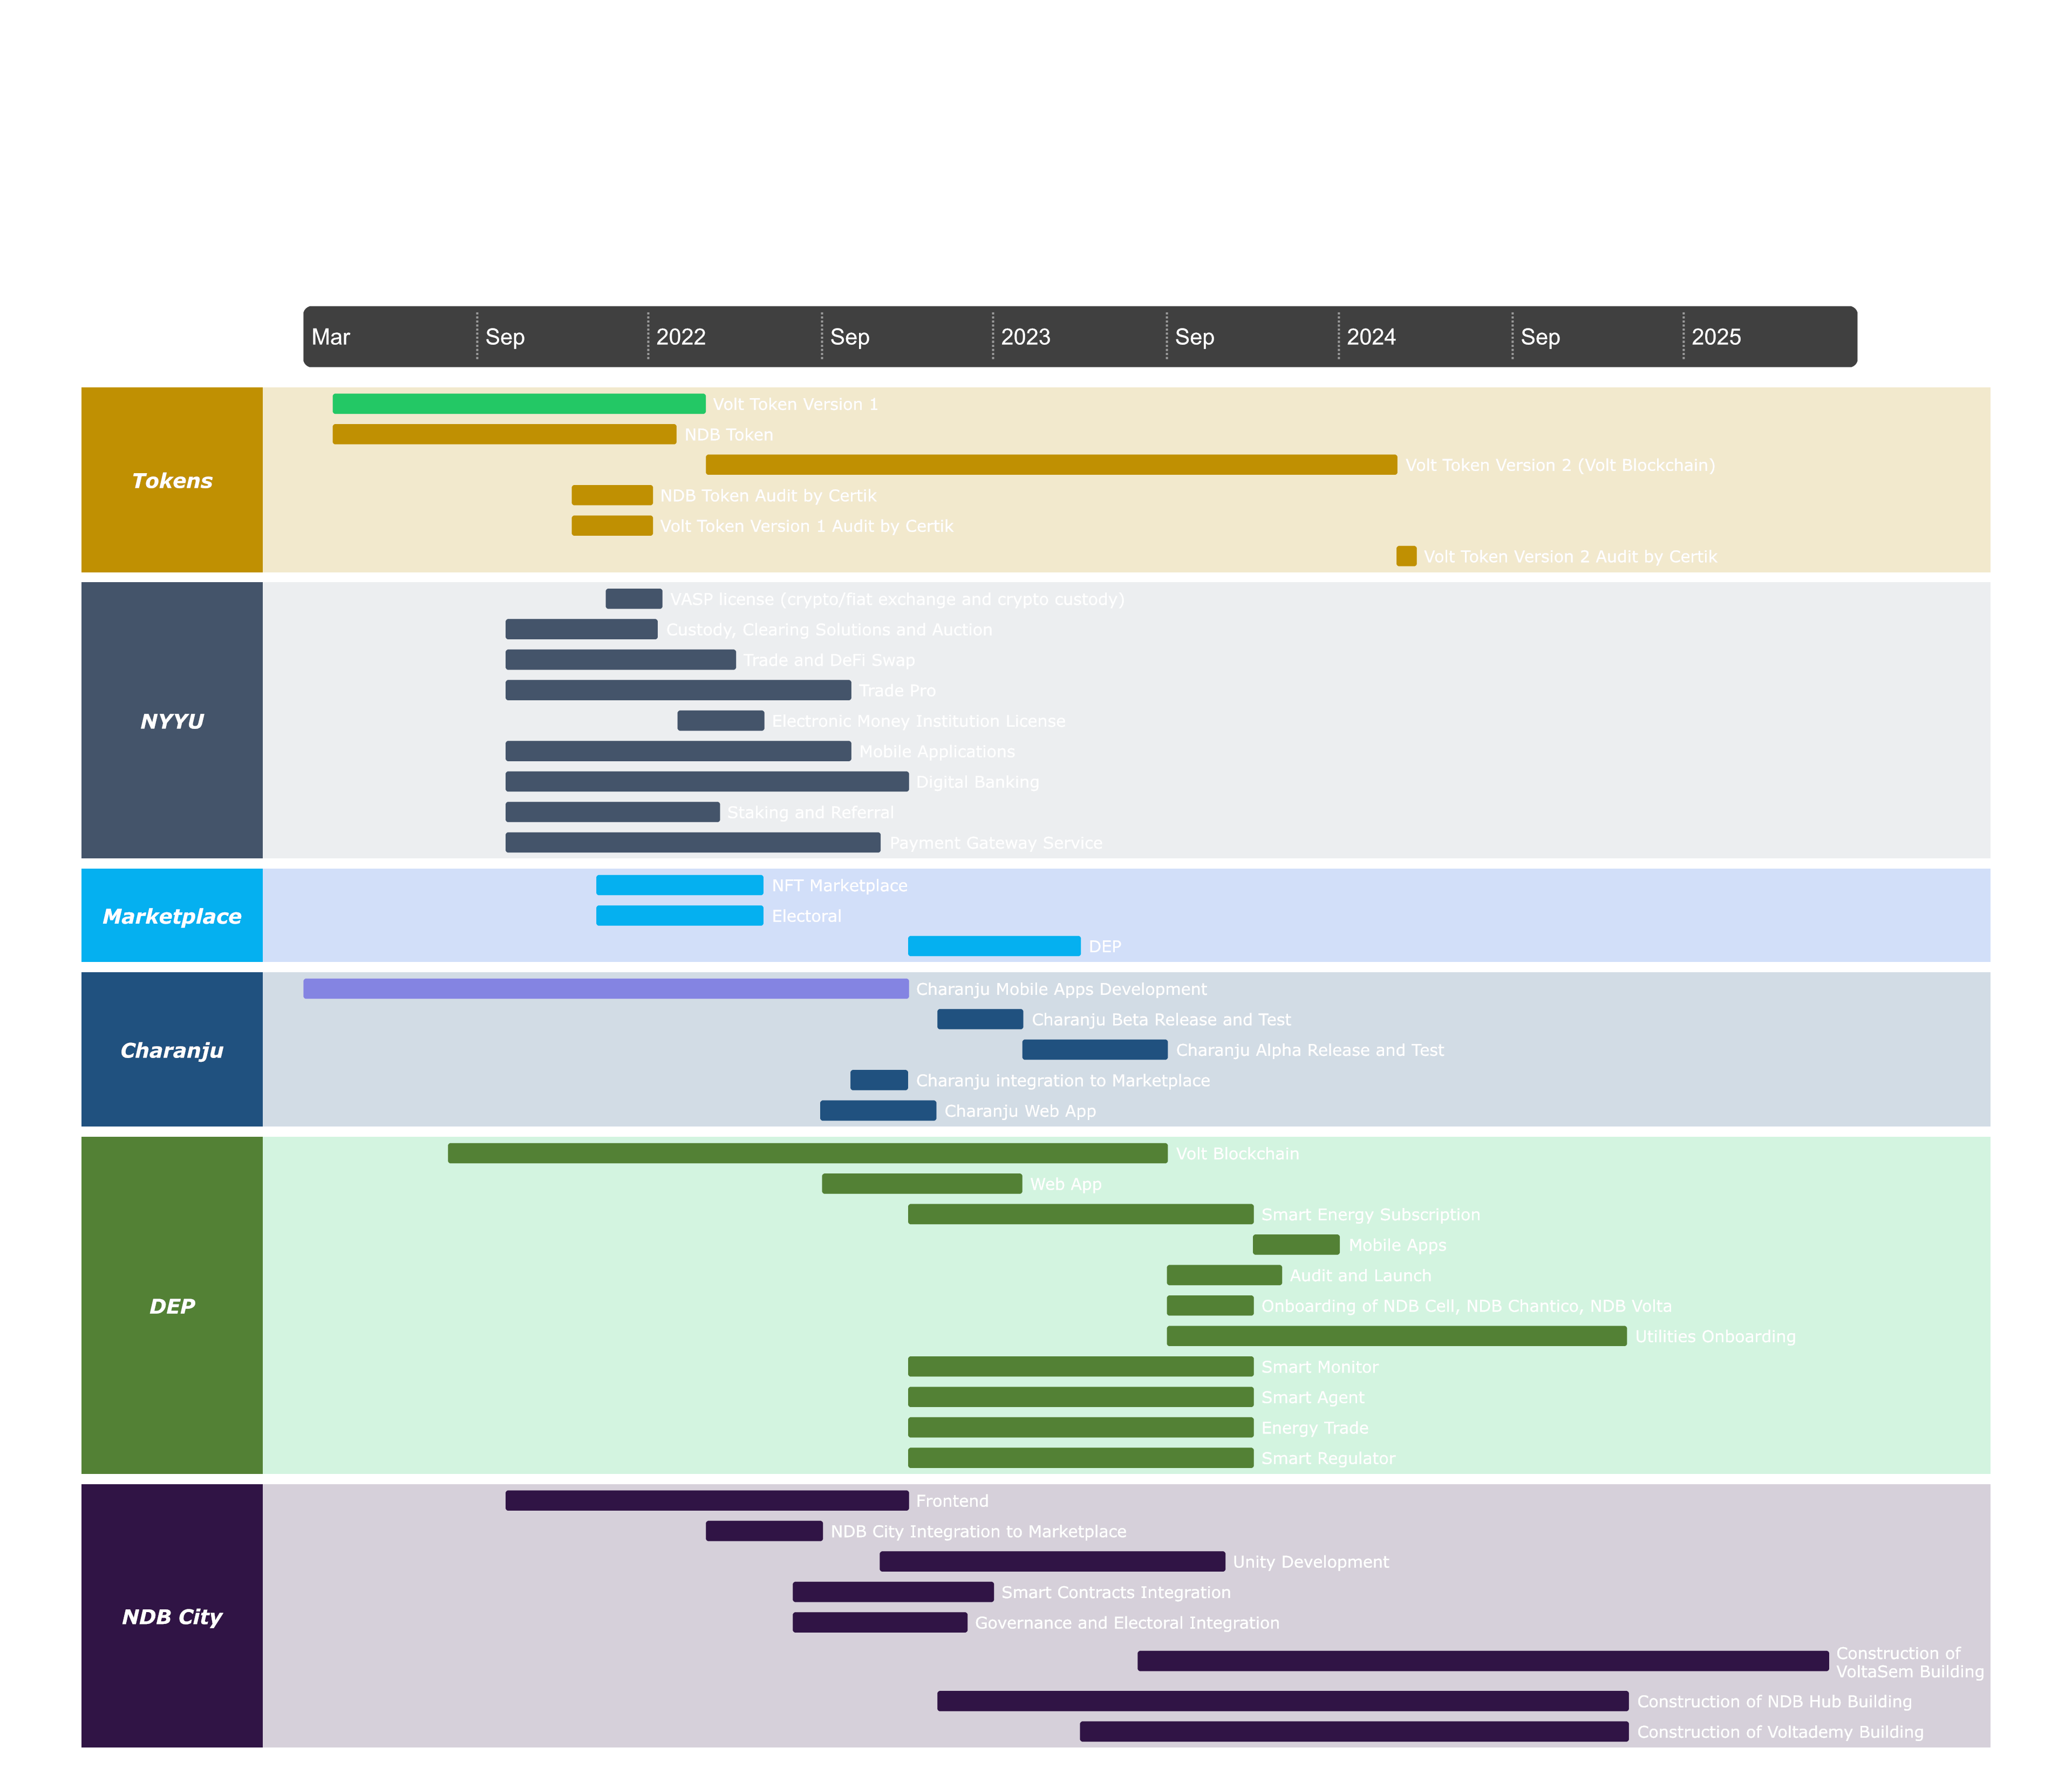 Mar Sep 2022 Sep 2023 Sep 2024 Sep 2025
Tokens
Volt Token Version 1
NDB Token
Volt Token Version 2 (Volt Blockchain)
NDB Token Audit by Certik
Volt Token Version 1 Audit by Certik
Volt Token Version 2 Audit by Certik
NYYU
VASP license (crypto/fiat exchange and crypto custody)
Custody, Clearing Solutions and Auction
Trade and DeFi Swap
Trade Pro
Electronic Money Institution License
Mobile Applications
Digital Banking
Staking and Referral
Payment Gateway Service
Marketplace
NFT Marketplace
Electoral
DEP
Charanju
Charanju Mobile Apps Development
Charanju Beta Release and Test
Charanju Alpha Release and Test
Charanju integration to Marketplace
Charanju Web App
DEP
Volt Blockchain
Web App
Smart Energy Subscription
Mobile Apps
Audit and Launch
Onboarding of NDB Cell, NDB Chantico, NDB Volta
Utilities Onboarding
Smart Monitor
Smart Agent
Energy Trade
Smart Regulator
NDB City
Frontend
NDB City Integration to Marketplace
Unity Development
Smart Contracts Integration
Governance and Electoral Integration
Construction of
VoltaSem Building
Construction of NDB Hub Building
Construction of Voltademy Building